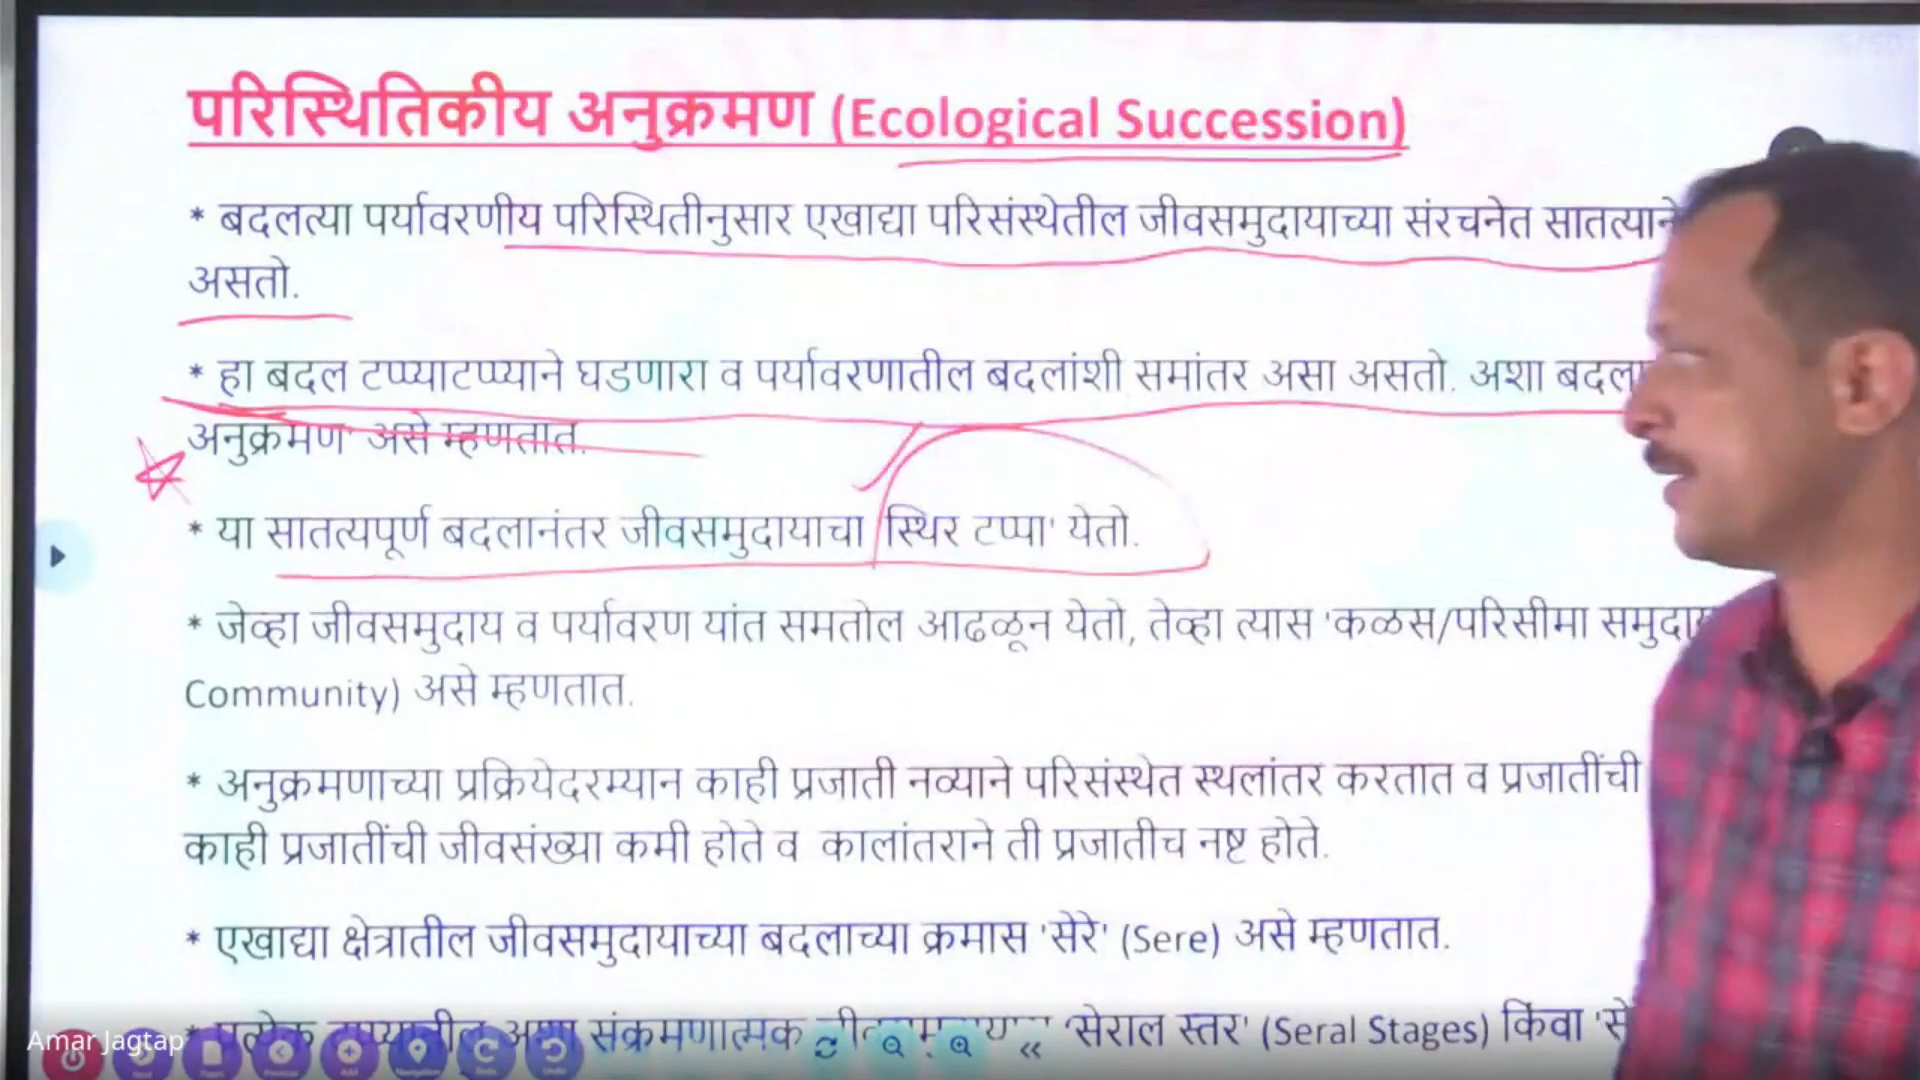 परिस्थितिकीय अनुक्रमण (Ecological Succession)
* बदलत्या पर्यावरणीय परिस्थितीनुसार एखाद्या परिसंस्थेतील जीवसमुदायाच्या संरचनेत सातत्याने
असतो.
* हा बदल टप्प्याटप्प्याने घडणारा व पर्यावरणातील बदलांशी समांतर असा असतो. अशा
अनुक्रमण' असे म्हणतात.
* या सातत्यपूर्ण बदलानंतर जीवसमुदायाचा 'स्थिर टप्पा' येतो.
* जेव्हा जीवसमुदाय व पर्यावरण यांत समतोल आढळून येतो, तेव्हा त्यास 'कळस/परिसीमा
Community) असे म्हणतात.
* अनुक्रमणाच्या प्रक्रियेदरम्यान काही प्रजाती नव्याने परिसंस्थेत स्थलांतर करतात व प्रजातींची
काही प्रजातींची जीवसंख्या कमी होते व कालांतराने ती प्रजातीच नष्ट होते.
* एखाद्या क्षेत्रातील जीवसमुदायाच्या बदलाच्या क्रमास 'सेरे' (Sere) असे म्हणतात.
संक्रमणात्मक 'सेराल स्तर' (Seral Stages) किंवा
Amar Jagtap